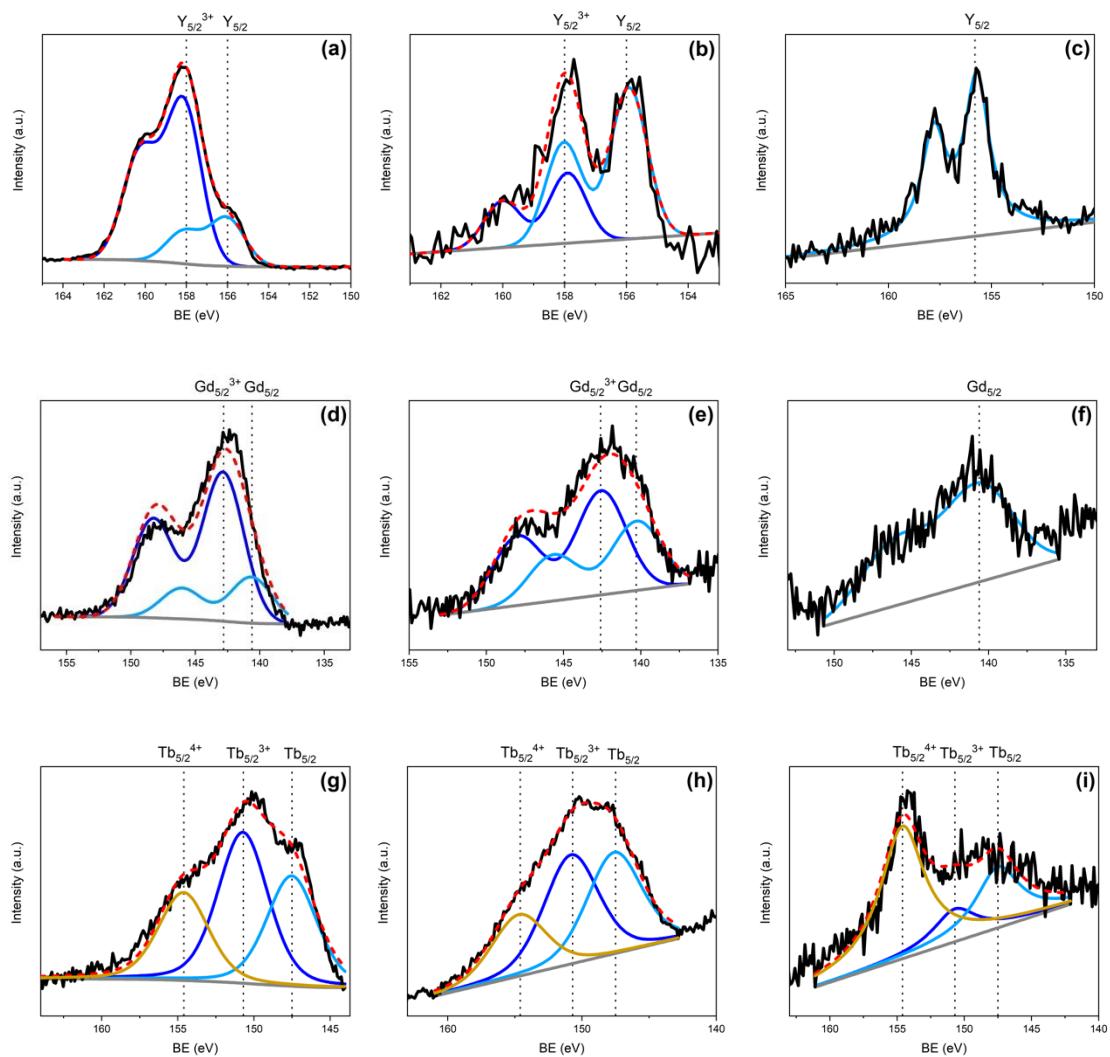 Y5/2 3+ Y5/2
(a)
Intensity (a.u.)
164 162 160 158 156 154 152 150
BE (eV)
Y5/2 3+ Y5/2
(b)
Intensity (a.u.)
162 160 158 156 154
BE (eV)
Y5/2
(c)
Intensity (a.u.)
165 160 155 150
BE (eV)
Gd5/2 3+ Gd5/2
(d)
Intensity (a.u.)
155 150 145 140 135
BE (eV)
Gd5/2 3+ Gd5/2
(e)
Intensity (a.u.)
155 150 145 140 135
BE (eV)
Gd5/2
(f)
Intensity (a.u.)
150 145 140 135
BE (eV)
Tb5/2 4+ Tb5/2 3+ Tb5/2
(g)
Intensity (a.u.)
160 155 150 145
BE (eV)
Tb5/2 4+ Tb5/2 3+ Tb5/2
(h)
Intensity (a.u.)
160 155 150 145 140
BE (eV)
Tb5/2 4+ Tb5/2 3+ Tb5/2
(i)
Intensity (a.u.)
160 155 150 145 140
BE (eV)